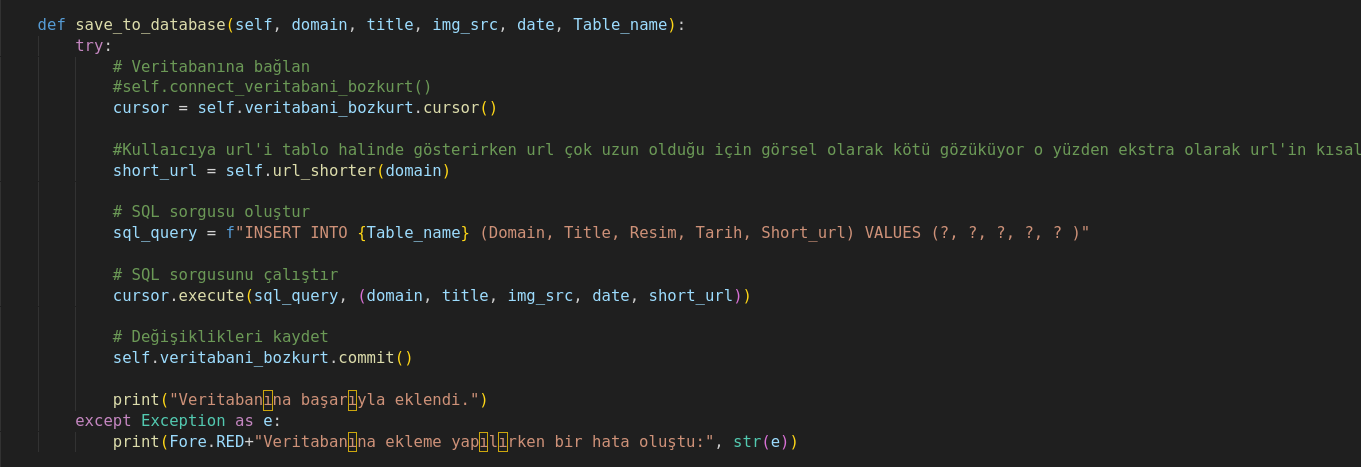 def save_to_database(self, domain, title, img_src, date, Table_name):
try:
# Veritabanına bağlan
#self.connect_veritabani_bozkurt()
cursor = self.veritabani_bozkurt.cursor()
#Kullaıcıya url'i tablo halinde gösterirken url çok uzun olduğu için görsel olarak kötü gözüküyor o yüzden ekstra olarak url'in kısal
short_url = self.url_shorter(domain)
# SQL sorgusu oluştur
sql_query = f"INSERT INTO {Table_name} (Domain, Title, Resim, Tarih, Short_url) VALUES (?, ?, ?, ?, ? )"
# SQL sorgusunu çalıştır
cursor.execute(sql_query, (domain, title, img_src, date, short_url))
# Değişiklikleri kaydet
self.veritabani_bozkurt.commit()
print("Veritabanına başarıyla eklendi.")
except Exception as e:
print(Fore.RED+"Veritabanına ekleme yapılırken bir hata oluştu:", str(e))